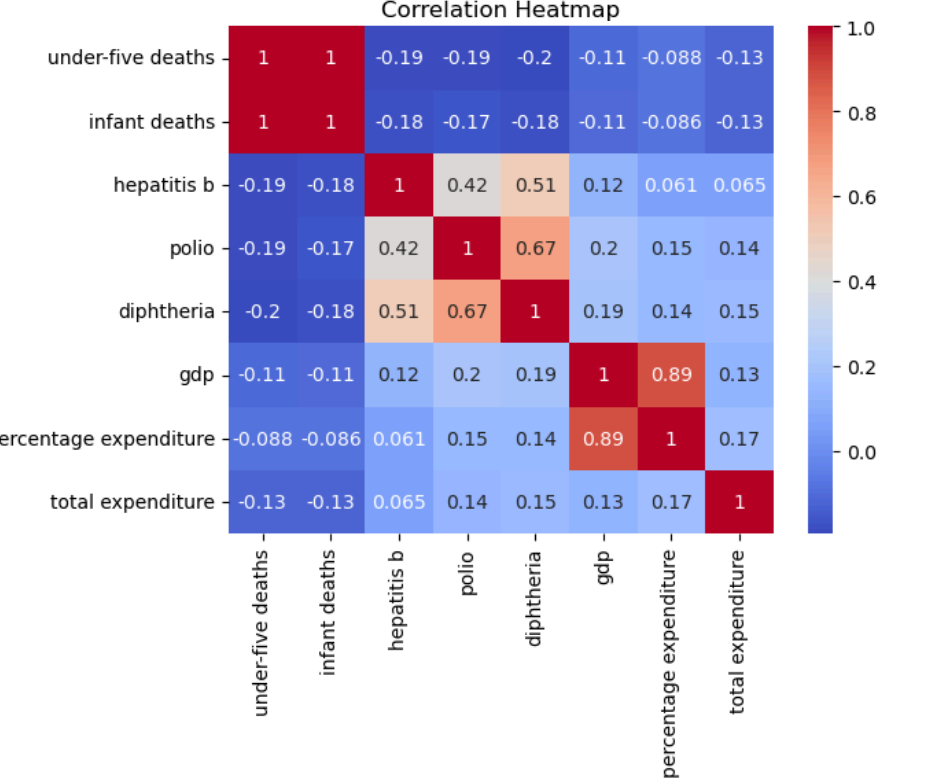 Correlation Heatmap
under-five deaths 1 1 -0.19 -0.19 -0.2 -0.11 -0.088 -0.13
infant deaths 1 1 -0.18 -0.17 -0.18 -0.11 -0.086 -0.13
hepatitis b -0.19 -0.18 1 0.42 0.51 0.12 0.061 0.065
polio -0.19 -0.17 0.42 1 0.67 0.2 0.15 0.14
diphtheria -0.2 -0.18 0.51 0.67 1 0.19 0.14 0.15
gdp -0.11 -0.11 0.12 0.2 0.19 1 0.89 0.13
ercentage expenditure -0.088 -0.086 0.061 0.15 0.14 0.89 1 0.17
total expenditure -0.13 -0.13 0.065 0.14 0.15 0.13 0.17 1
under-five deaths
infant deaths
hepatitis b
polio
diphtheria
gdp
percentage expenditure
total expenditure
1.0
0.8
0.6
0.4
0.2
0.0